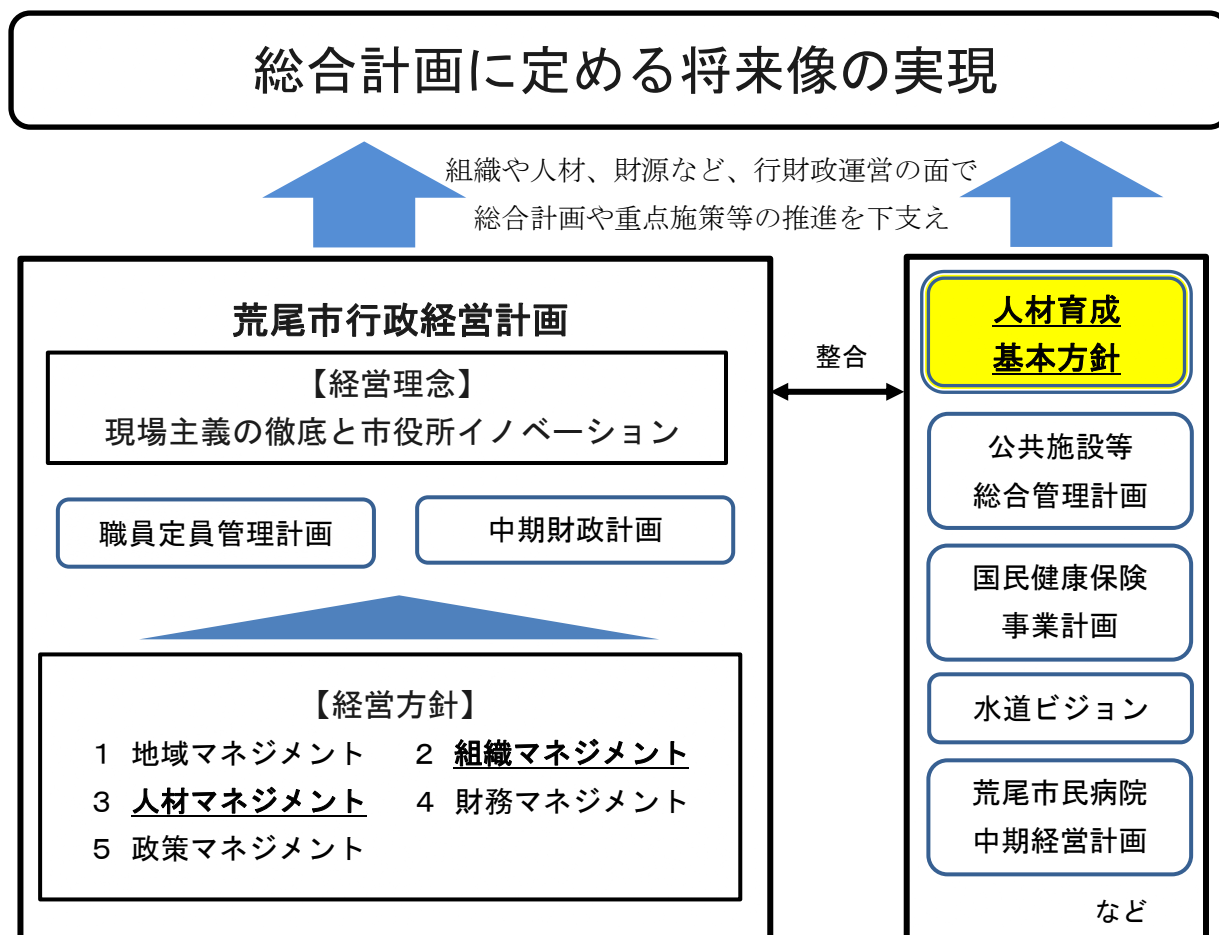 総合計画に定める将来像の実現
組織や人材、財源など、行財政運営の面で
総合計画や重点施策等の推進を下支え
荒尾市行政経営計画
【経営理念】
現場主義の徹底と市役所イノベーション
職員定員管理計画
中期財政計画
【経営方針】
1 地域マネジメント 2 組織マネジメント
3 人材マネジメント 4 財務マネジメント
5 政策マネジメント
整合
人材育成
基本方針
公共施設等
総合管理計画
国民健康保険
事業計画
水道ビジョン
荒尾市民病院
中期経営計画
など